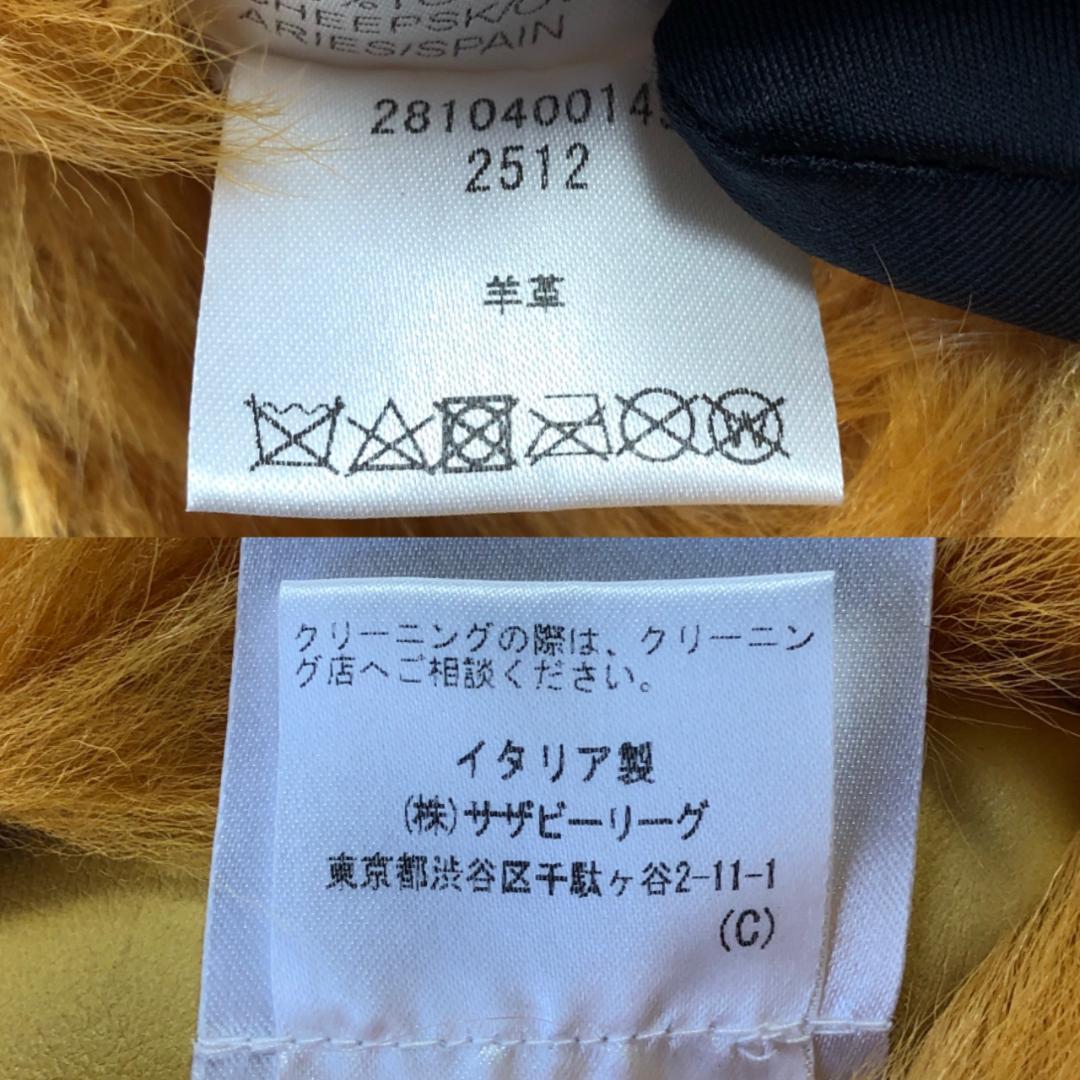 ARIES/SPAIN
281040014
2512
羊革
クリーニングの際は、クリーニン
グ店へご相談ください。
イタリア製
(株)サザビーリーグ
東京都渋谷区千駄ヶ谷2-11-1
(C)